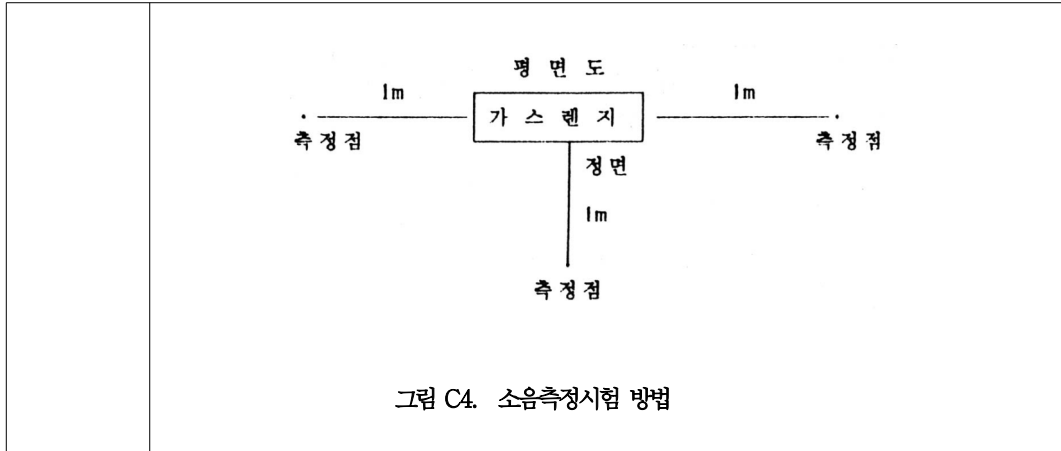 평 면 도
1m
가 스 렌 지
1m
측 정 점
측 정 점
정 면
1m
측 정 점
그림 C4. 소음측정시험 방법